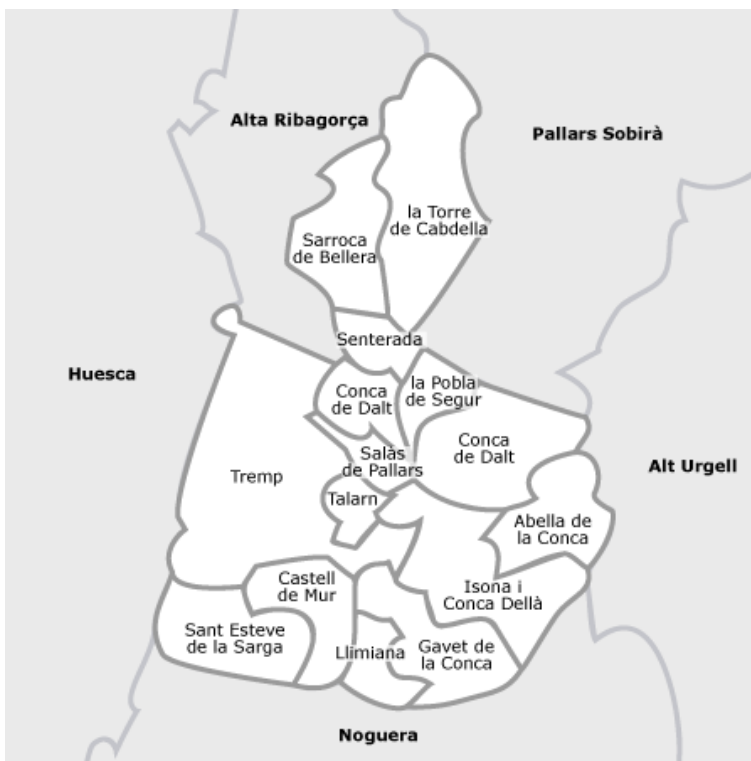 Alta Ribagorça
Pallars Sobirà
la Torre
de Cabdella
Sarroca
de Bellera
Senterada
Huesca
la Pobla
de Segur
Conca
de Dalt
Conca
de Dalt
Salàs
de Pallars
Alt Urgell
Tremp
Talarn
Abella de
la Conca
Castell
de Mur
Isona i
Conca Dellà
Sant Esteve
de la Sarga
Llimiana
Gavet de
la Conca
Noguera